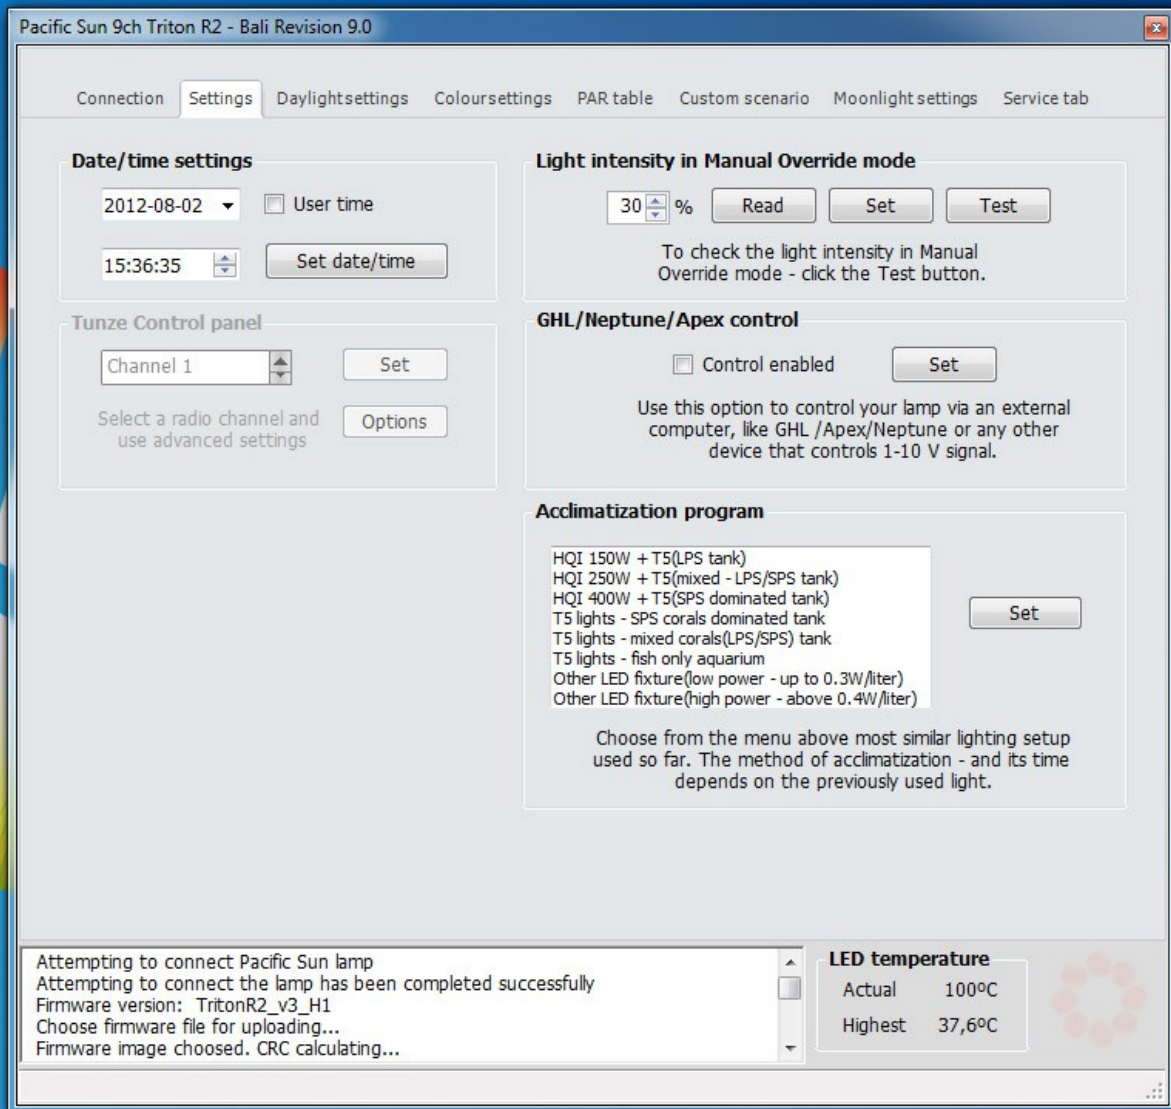 Pacific Sun 9ch Triton R2 - Bali Revision 9.0
Connection Settings Daylightsettings Coloursettings PAR table Custom scenario Moonlight settings Service tab
Date/time settings
2012-08-02 User time
15:36:35 Set date/time
Tunze Control panel
Channel 1 Set
Select a radio channel and
use advanced settings
Options
Light intensity in Manual Override mode
30 % Read Set Test
To check the light intensity in Manual
Override mode - click the Test button.
GHL/Neptune/Apex control
Control enabled Set
Use this option to control your lamp via an external
computer, like GHL /Apex/Neptune or any other
device that controls 1-10 V signal.
Acclimatization program
HQI 150W + T5(LPS tank)
HQI 250W + T5(mixed - LPS/SPS tank)
HQI 400W + T5(SPS dominated tank)
T5 lights - SPS corals dominated tank
T5 lights - mixed corals(LPS/SPS) tank
T5 lights - fish only aquarium
Other LED fixture(low power - up to 0.3W/liter)
Other LED fixture(high power - above 0.4W/liter)
Set
Choose from the menu above most similar lighting setup
used so far. The method of acclimatization - and its time
depends on the previously used light.
Attempting to connect Pacific Sun lamp
Attempting to connect the lamp has been completed successfully
Firmware version: TritonR2_v3_H1
Choose firmware file for uploading...
Firmware image choosed. CRC calculating...
LED temperature
Actual 100ºC
Highest 37,6ºC